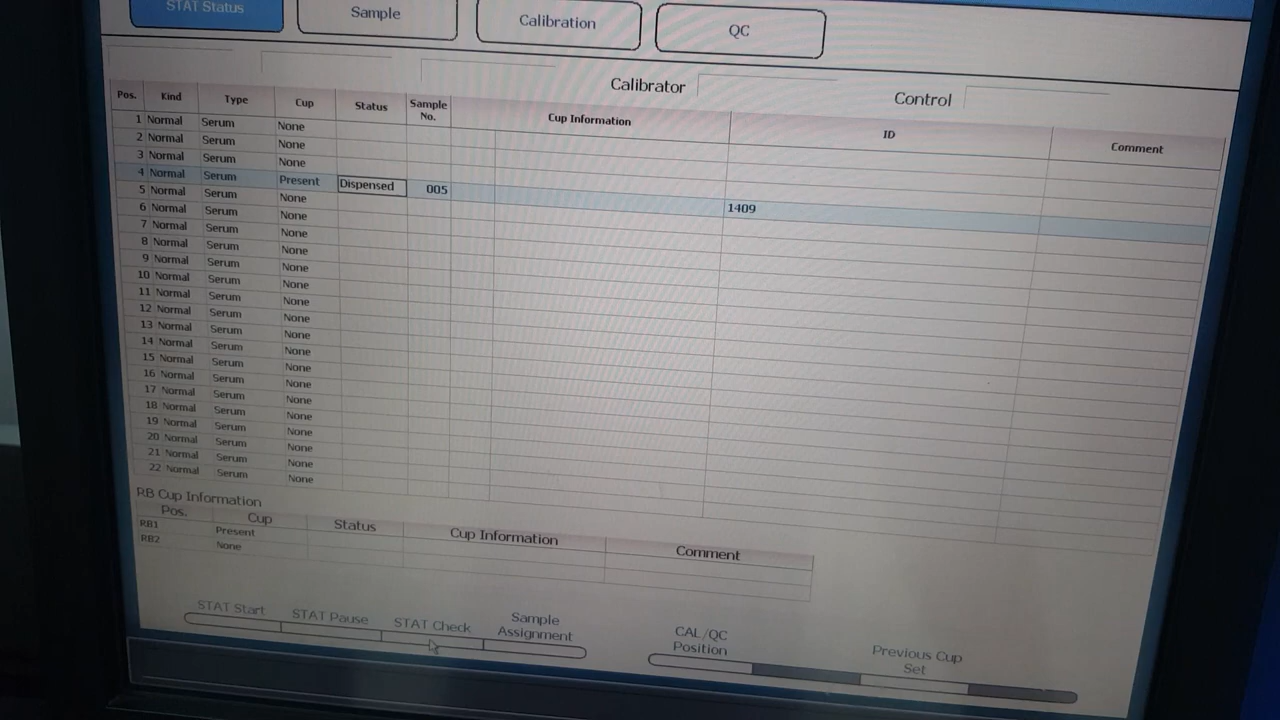 STAT Status Sample Calibration QC
Calibrator Control
Pos. Kind Type Cup Status Sample No. Cup Information ID Comment
1 Normal Serum None
2 Normal Serum None
3 Normal Serum None
4 Normal Serum Present Dispensed 005 1409
5 Normal Serum None
6 Normal Serum None
7 Normal Serum None
8 Normal Serum None
9 Normal Serum None
10 Normal Serum None
11 Normal Serum None
12 Normal Serum None
13 Normal Serum None
14 Normal Serum None
15 Normal Serum None
16 Normal Serum None
17 Normal Serum None
18 Normal Serum None
19 Normal Serum None
20 Normal Serum None
21 Normal Serum None
22 Normal Serum None
RB Cup Information
Pos. Cup Status Cup Information Comment
RB1 Present
RB2 None
STAT Start STAT Pause STAT Check Sample Assignment CAL/QC Position Previous Cup Set